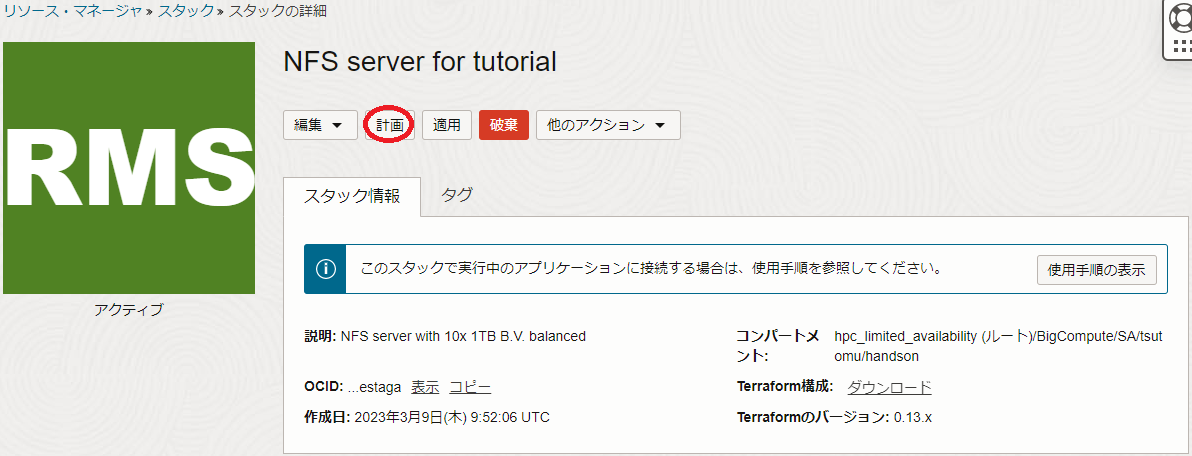 リソース・マネージャ » スタック » スタックの詳細
RMS
アクティブ
NFS server for tutorial
編集 計画 適用 破棄 他のアクション
スタック情報 タグ
このスタックで実行中のアプリケーションに接続する場合は、使用手順を参照してください。 使用手順の表示
説明: NFS server with 10x 1TB B.V. balanced
OCID: ...estaga 表示 コピー
作成日: 2023年3月9日(木) 9:52:06 UTC
コンパートメ hpc_limited_availability (ルート)/BigCompute/SA/tsut
ント: omu/handson
Terraform構成: ダウンロード
Terraformのバージョン: 0.13.x